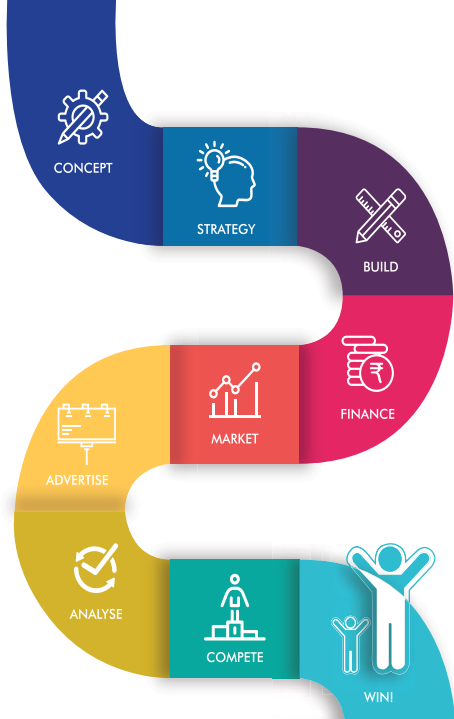 CONCEPT
STRATEGY
BUILD
₹
FINANCE
MARKET
ADVERTISE
ANALYSE
COMPETE
WIN!